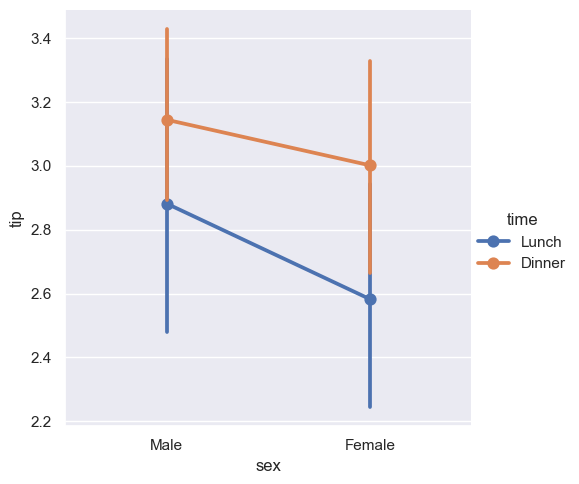 3.4
3.2
3.0
2.8
2.6
2.4
2.2
tip
Male
Female
sex
time
Lunch
Dinner